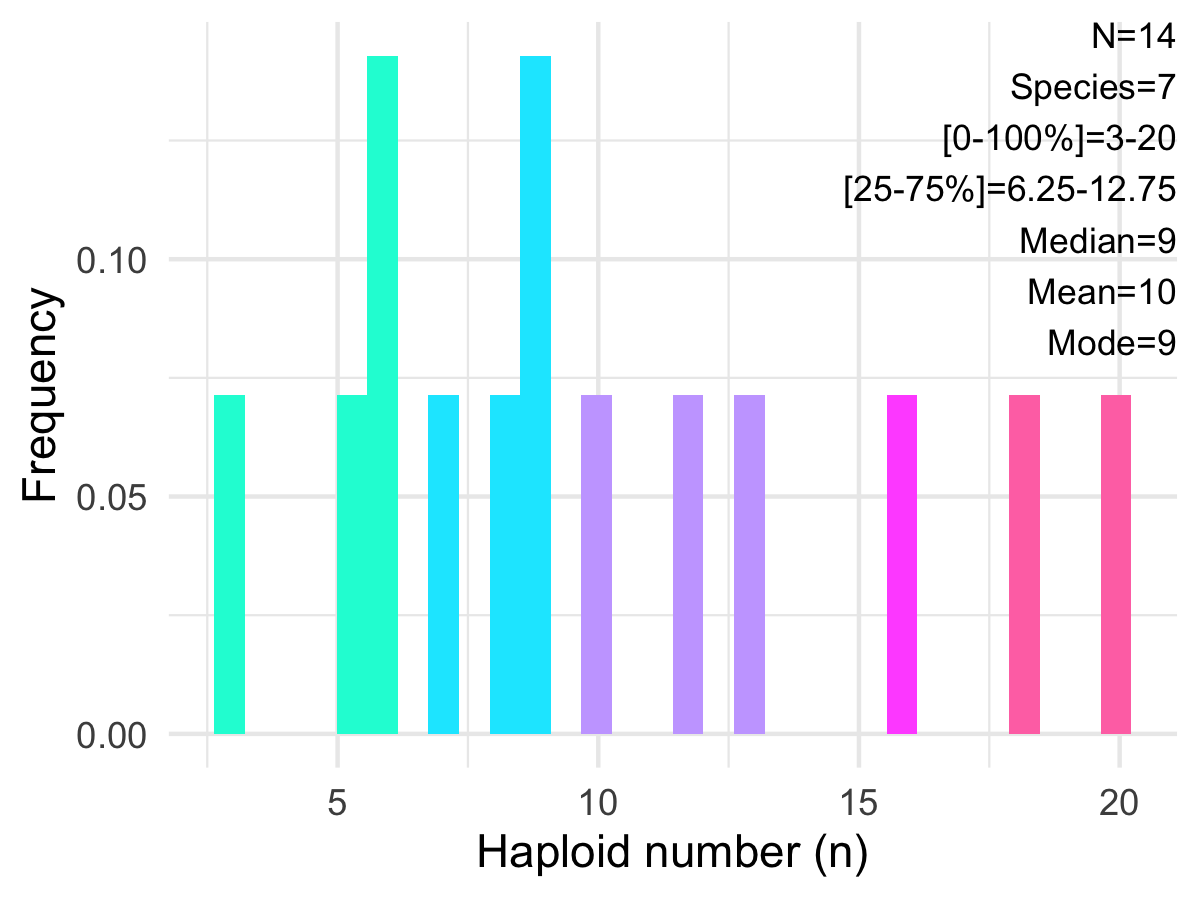 N=14
Species=7
[0-100%]=3-20
[25-75%]=6.25-12.75
Median=9
Mean=10
Mode=9
Frequency
0.10
0.05
0.00
5 10 15 20
Haploid number (n)